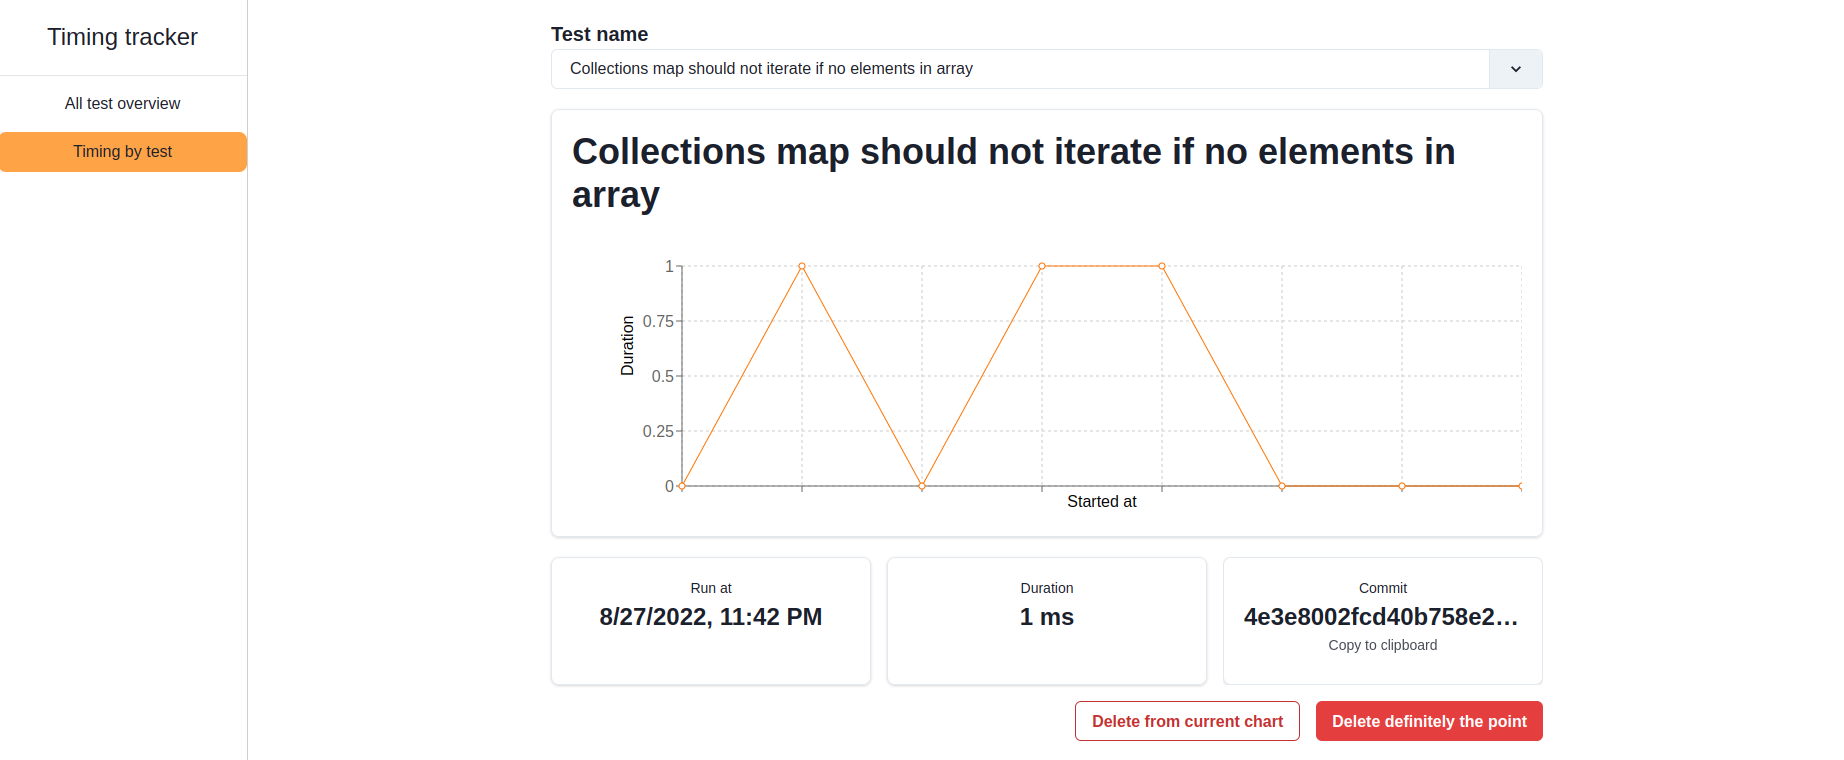 Timing tracker
All test overview
Timing by test
Test name
Collections map should not iterate if no elements in array
Collections map should not iterate if no elements in
array
1
0.75
0.5
0.25
0
Duration
Started at
Run at
8/27/2022, 11:42 PM
Duration
1 ms
Commit
4e3e8002fcd40b758e2...
Copy to clipboard
Delete from current chart
Delete definitely the point